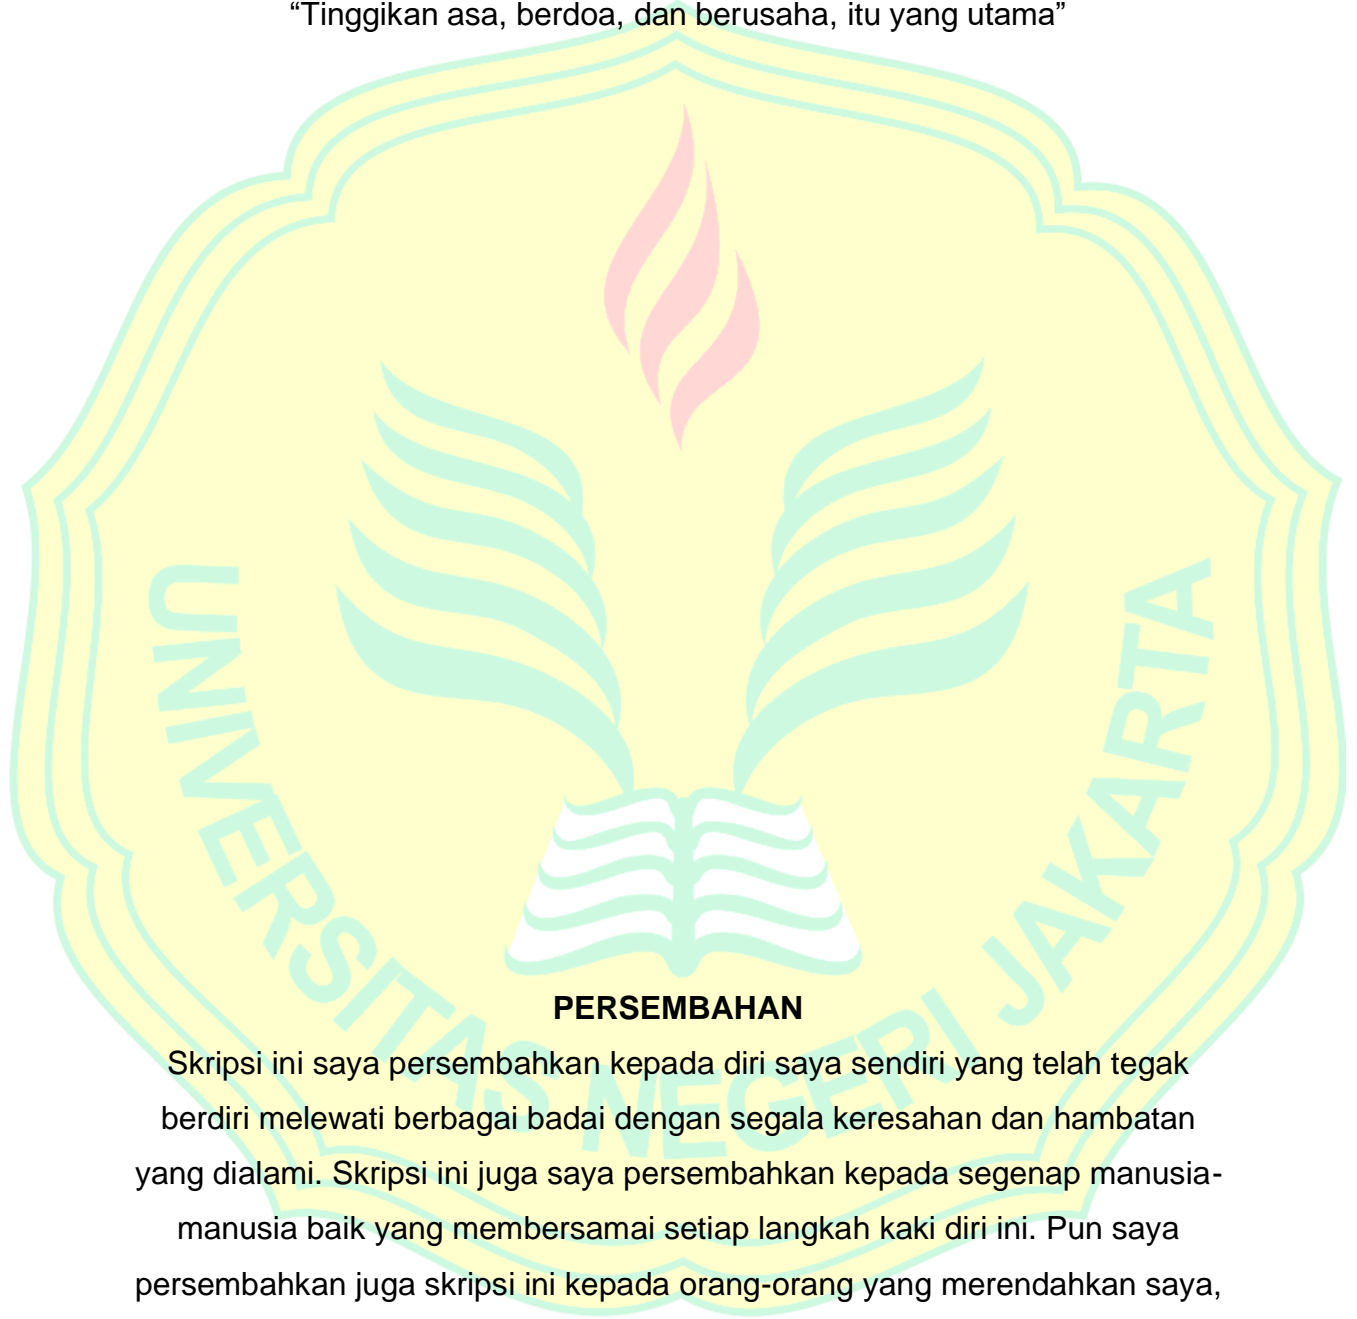 “Tinggikan asa, berdoa, dan berusaha, itu yang utama”
UNIVERSITAS NEGERI JAKARTA
PERSEMBAHAN
Skripsi ini saya persembahkan kepada diri saya sendiri yang telah tegak
berdiri melewati berbagai badai dengan segala keresahan dan hambatan
yang dialami. Skripsi ini juga saya persembahkan kepada segenap manusia-
manusia baik yang membersamai setiap langkah kaki diri ini. Pun saya
persembahkan juga skripsi ini kepada orang-orang yang merendahkan saya,